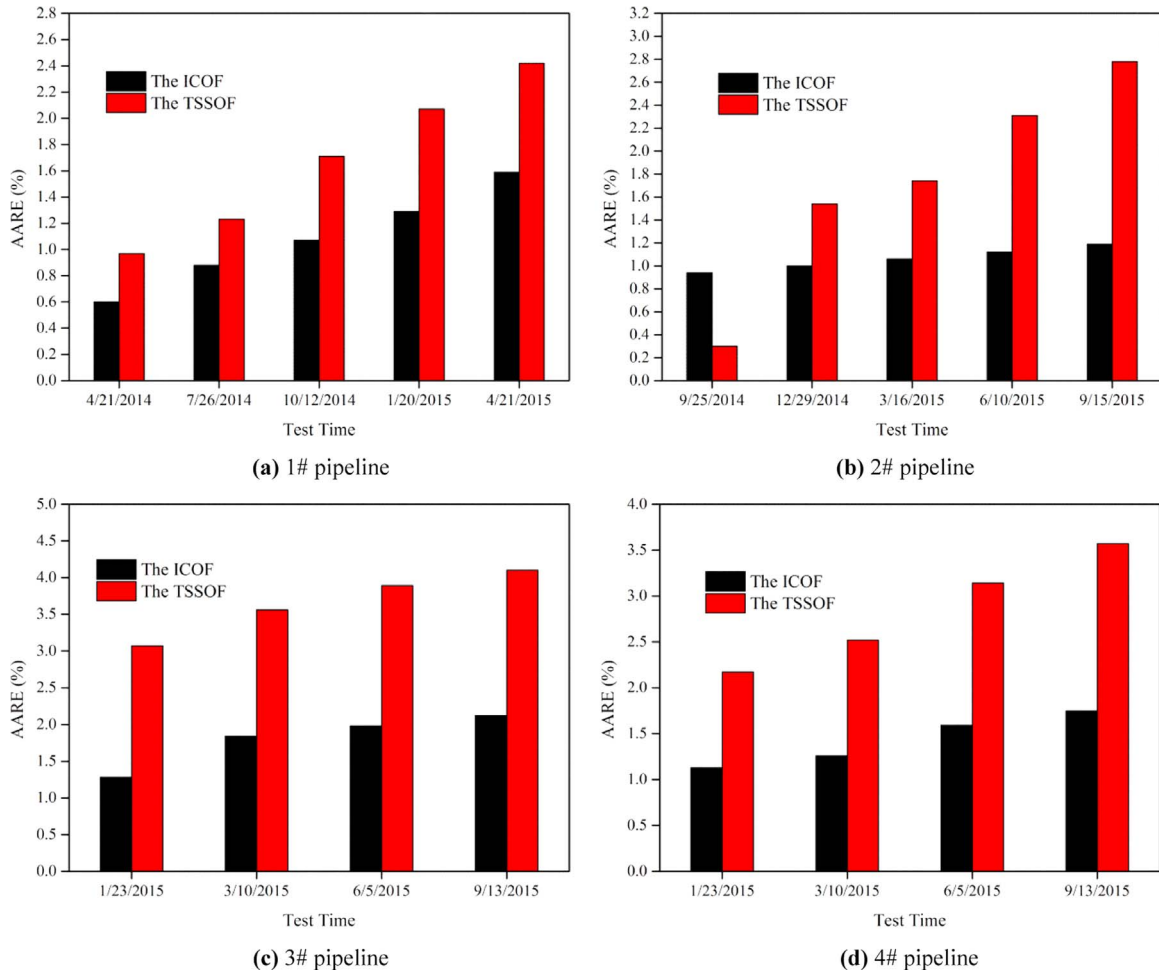 2.8
2.6
2.4
2.2
2.0
1.8
1.6
1.4
1.2
1.0
0.8
0.6
0.4
0.2
0.0
AARE (%)
The ICOF
The TSSOF
4/21/2014 7/26/2014 10/12/2014 1/20/2015 4/21/2015
Test Time
(a) 1# pipeline
3.2
3.0
2.8
2.6
2.4
2.2
2.0
1.8
1.6
1.4
1.2
1.0
0.8
0.6
0.4
0.2
0.0
AARE (%)
The ICOF
The TSSOF
9/25/2014 12/29/2014 3/16/2015 6/10/2015 9/15/2015
Test Time
(b) 2# pipeline
5.0
4.5
4.0
3.5
3.0
2.5
2.0
1.5
1.0
0.5
0.0
AARE (%)
The ICOF
The TSSOF
1/23/2015 3/10/2015 6/5/2015 9/13/2015
Test Time
(c) 3# pipeline
4.0
3.5
3.0
2.5
2.0
1.5
1.0
0.5
0.0
AARE (%)
The ICOF
The TSSOF
1/23/2015 3/10/2015 6/5/2015 9/13/2015
Test Time
(d) 4# pipeline